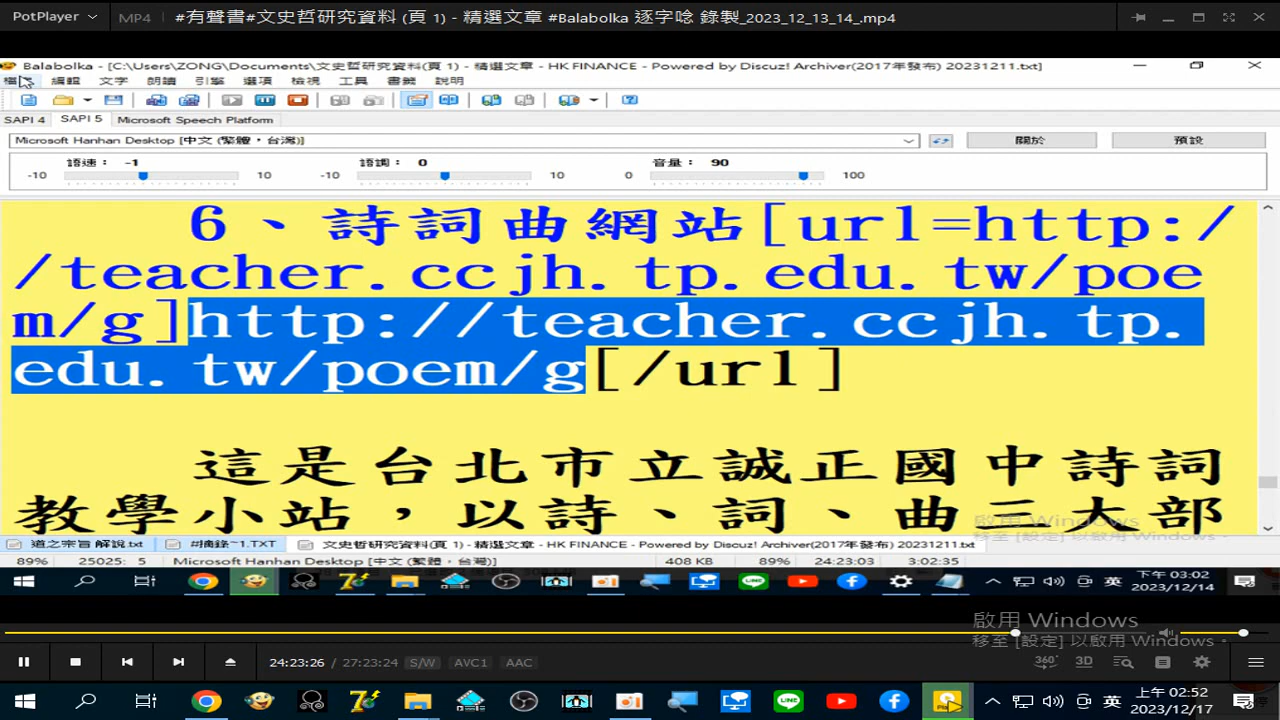 PotPlayer MP4 #有聲書#文史哲研究資料 (頁 1) - 精選文章 #Balabolka 逐字唸 錄製_2023_12_13_14_.mp4
Balabolka - [C:\Users\ZONG\Documents\文史哲研究資料(頁 1) - 精選文章 - HK FINANCE - Powered by Discuz! Archiver(2017年發布) 20231211.txt]
檔案 編輯 文字 朗讀 引擎 選項 檢視 工具 書籤 說明
SAPI 4 SAPI 5 Microsoft Speech Platform
Microsoft Hanhan Desktop [中文 (繁體，台灣)] 關於 預設
語速： -1 語調： 0 音量： 90
-10 10 -10 10 0 100
6、詩詞曲網站[url=http:/
/teacher.ccjh.tp.edu.tw/poe
m/g]http://teacher.ccjh.tp.
edu.tw/poem/g[/url]
這是台北市立誠正國中詩詞
教學小站，以詩、詞、曲三大部
啟用 Windows
移至 [設定] 以啟用 Windows。
道之宗旨 解說.txt #摘錄~1.TXT 文史哲研究資料(頁 1) - 精選文章 - HK FINANCE - Powered by Discuz! Archiver(2017年發布) 20231211.txt
89% 25025: 5 Microsoft Hanhan Desktop [中文 (繁體，台灣)] 408 KB 89% 24:23:03 3:02:35
英 下午 03:02
2023/12/14
啟用 Windows
移至 [設定] 以啟用 Windows。
24:23:26 / 27:23:24 S/W AVC1 AAC 360° 3D
英 上午 02:52
2023/12/17